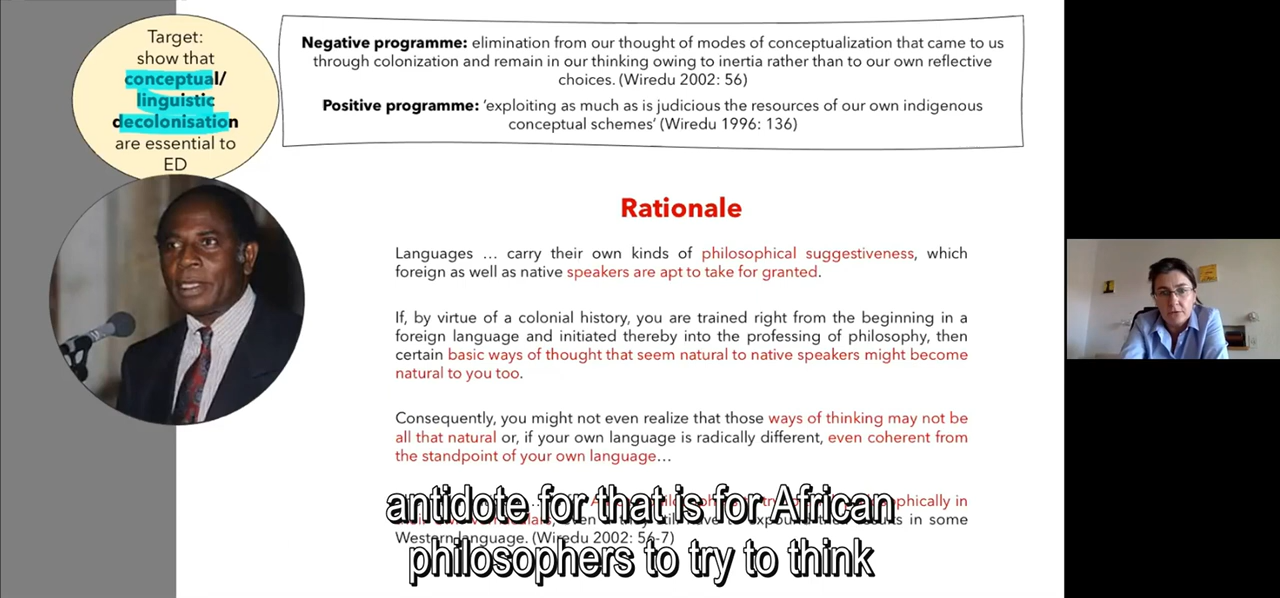 Target:
show that
conceptual/
linguistic
decolonisation
are essential to
ED
Negative programme: elimination from our thought of modes of conceptualization that came to us
through colonization and remain in our thinking owing to inertia rather than to our own reflective
choices. (Wiredu 2002: 56)
Positive programme: ‘exploiting as much as is judicious the resources of our own indigenous
conceptual schemes’ (Wiredu 1996: 136)
Rationale
Languages … carry their own kinds of philosophical suggestiveness, which
foreign as well as native speakers are apt to take for granted.
If, by virtue of a colonial history, you are trained right from the beginning in a
foreign language and initiated thereby into the professing of philosophy, then
certain basic ways of thought that seem natural to native speakers might become
natural to you too.
Consequently, you might not even realize that those ways of thinking may not be
all that natural or, if your own language is radically different, even coherent from
the standpoint of your own language…
in
in some
Western language. (Wiredu 2002: 56-7)
antidote for that is for African
philosophers to try to think